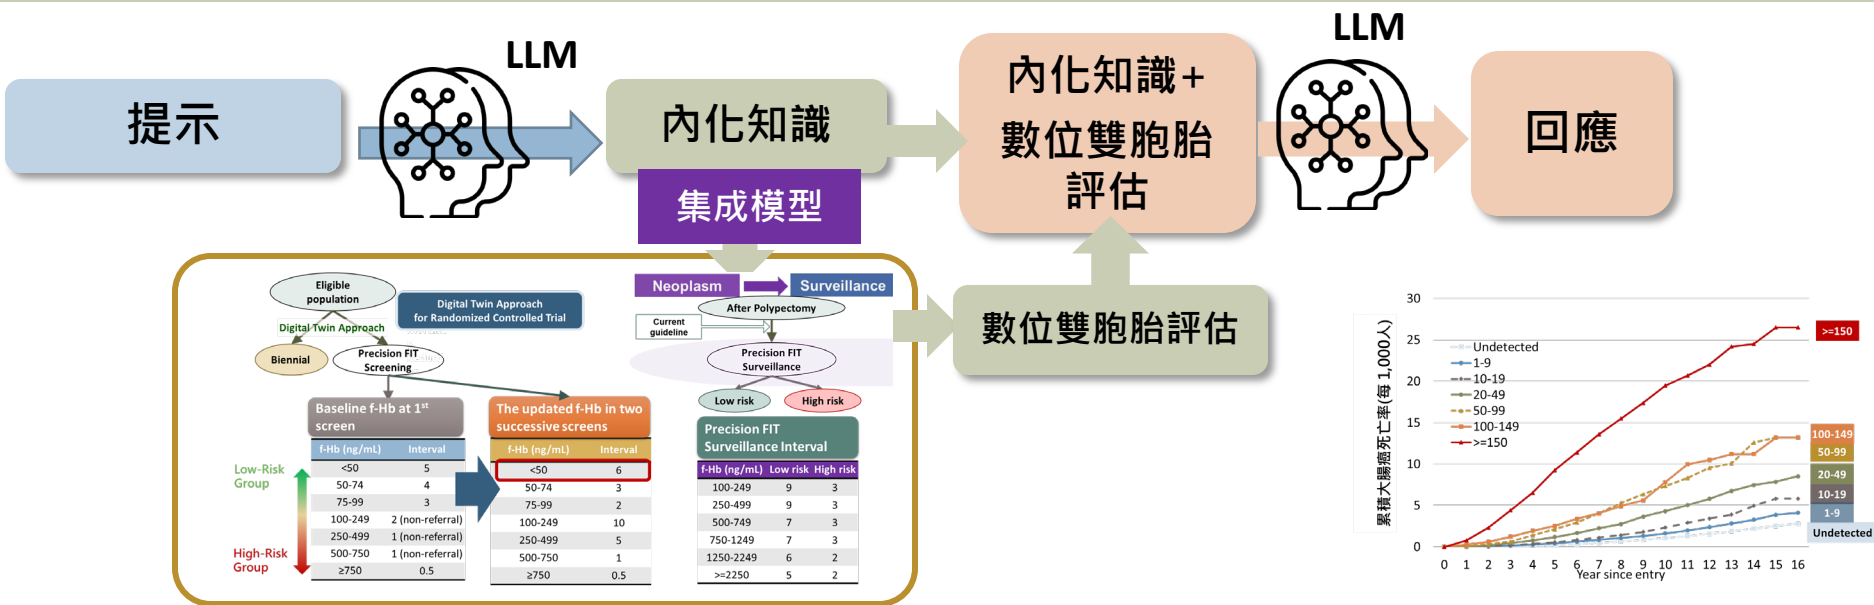 LLM
LLM
提示
內化知識
集成模型
內化知識+
數位雙胞胎
評估
回應
數位雙胞胎評估
Eligible
population
Digital Twin Approach
for Randomized Controlled Trial
Digital Twin Approach
Biennial
Precision FIT
Screening
Baseline f-Hb at 1st
screen
f-Hb (ng/mL) Interval
<50 5
50-74 4
75-99 3
100-249 2 (non-referral)
250-499 1 (non-referral)
500-750 1 (non-referral)
≥750 0.5
Low-Risk
Group
High-Risk
Group
The updated f-Hb in two
successive screens
f-Hb (ng/mL) Interval
<50 6
50-74 3
75-99 2
100-249 10
250-499 5
500-750 1
≥750 0.5
Neoplasm
Surveillance
After Polypectomy
Current
guideline
Precision FIT
Surveillance
Low risk
High risk
Precision FIT
Surveillance Interval
f-Hb (ng/mL) Low risk High risk
100-249 9 3
250-499 9 3
500-749 7 3
750-1249 7 3
1250-2249 6 2
>=2250 5 2
累積大腸癌死亡率(每 1,000人)
30
25
20
15
10
5
0
Undetected
1-9
10-19
20-49
50-99
100-149
>=150
>=150
100-149
50-99
20-49
10-19
1-9
Undetected
0 1 2 3 4 5 6 7 8 9 10 11 12 13 14 15 16
Year since entry